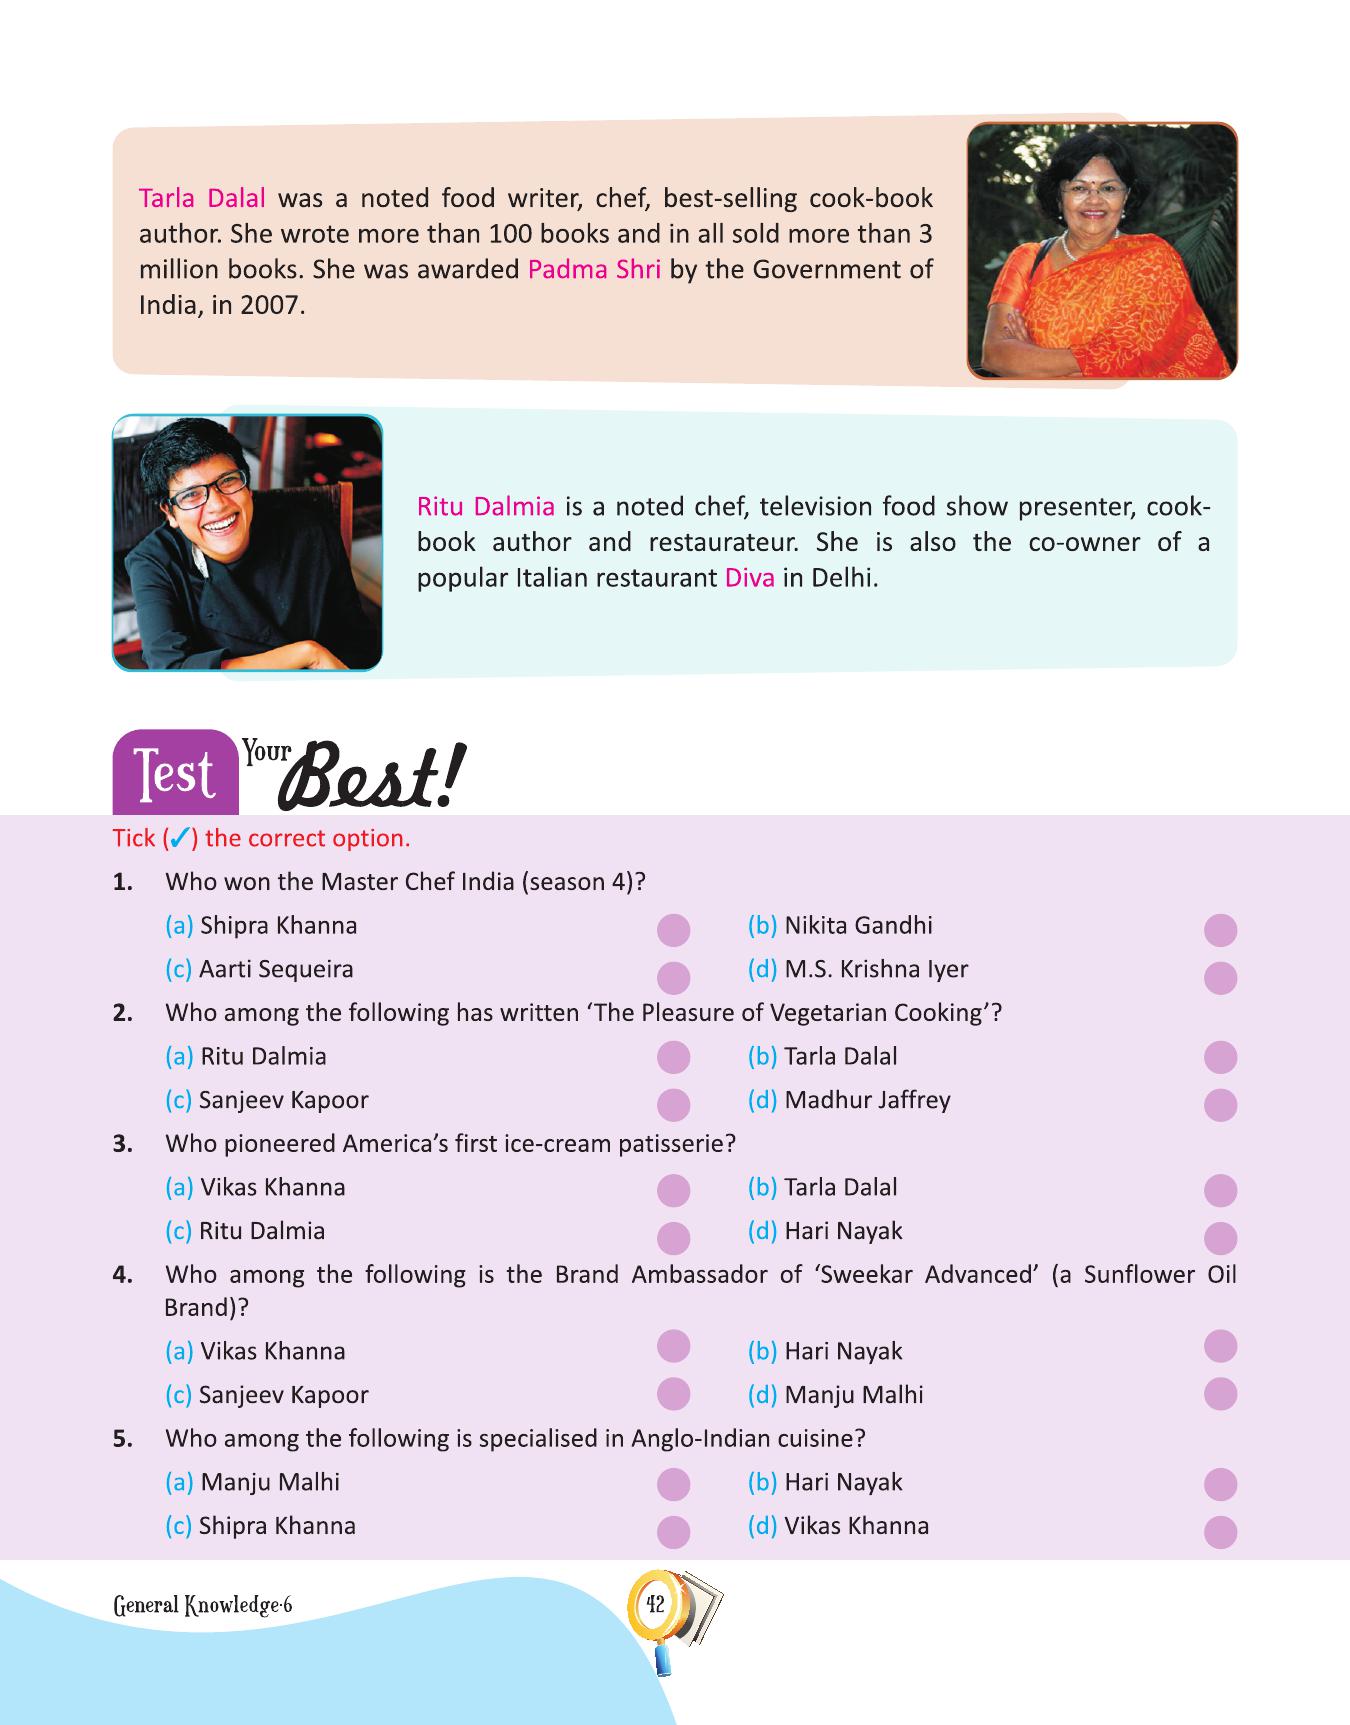 Tarla Dalal was a noted food writer, chef, best-selling cook-book
author. She wrote more than 100 books and in all sold more than 3
million books. She was awarded Padma Shri by the Government of
India, in 2007.
Ritu Dalmia is a noted chef, television food show presenter, cook-
book author and restaurateur. She is also the co-owner of a
popular Italian restaurant Diva in Delhi.
Test Your Best!
Tick (✓) the correct option.
1. Who won the Master Chef India (season 4)?
(a) Shipra Khanna (b) Nikita Gandhi
(c) Aarti Sequeira (d) M.S. Krishna Iyer
2. Who among the following has written ‘The Pleasure of Vegetarian Cooking’?
(a) Ritu Dalmia (b) Tarla Dalal
(c) Sanjeev Kapoor (d) Madhur Jaffrey
3. Who pioneered America’s first ice-cream patisserie?
(a) Vikas Khanna (b) Tarla Dalal
(c) Ritu Dalmia (d) Hari Nayak
4. Who among the following is the Brand Ambassador of ‘Sweekar Advanced’ (a Sunflower Oil
Brand)?
(a) Vikas Khanna (b) Hari Nayak
(c) Sanjeev Kapoor (d) Manju Malhi
5. Who among the following is specialised in Anglo-Indian cuisine?
(a) Manju Malhi (b) Hari Nayak
(c) Shipra Khanna (d) Vikas Khanna
General Knowledge-6 42